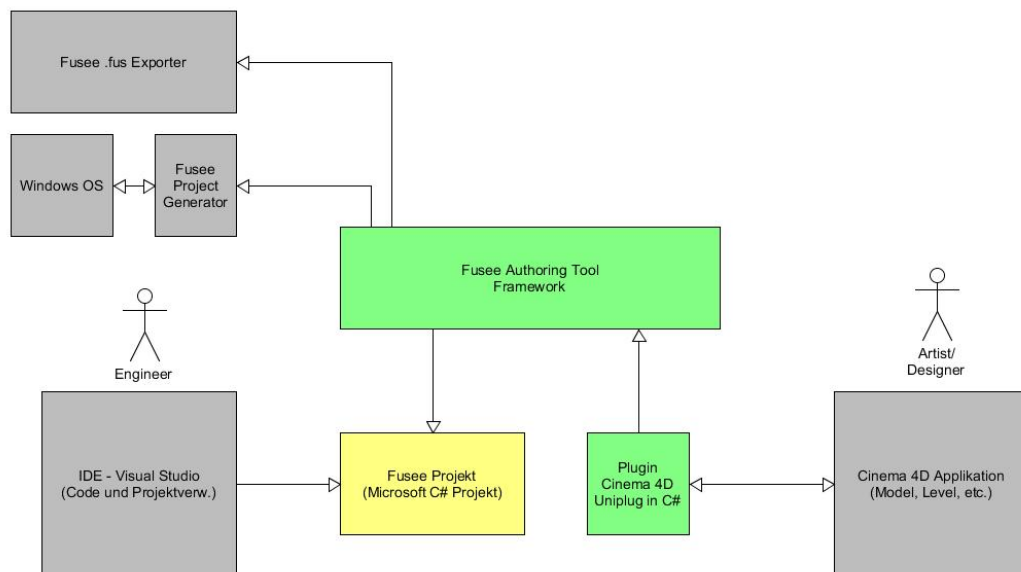 Fusee .fus Exporter
Windows OS
Fusee
Project
Generator
Fusee Authoring Tool
Framework
Engineer
Artist/
Designer
IDE - Visual Studio
(Code und Projektverw.)
Fusee Projekt
(Microsoft C# Projekt)
Plugin
Cinema 4D
Uniplug in C#
Cinema 4D Applikation
(Model, Level, etc.)